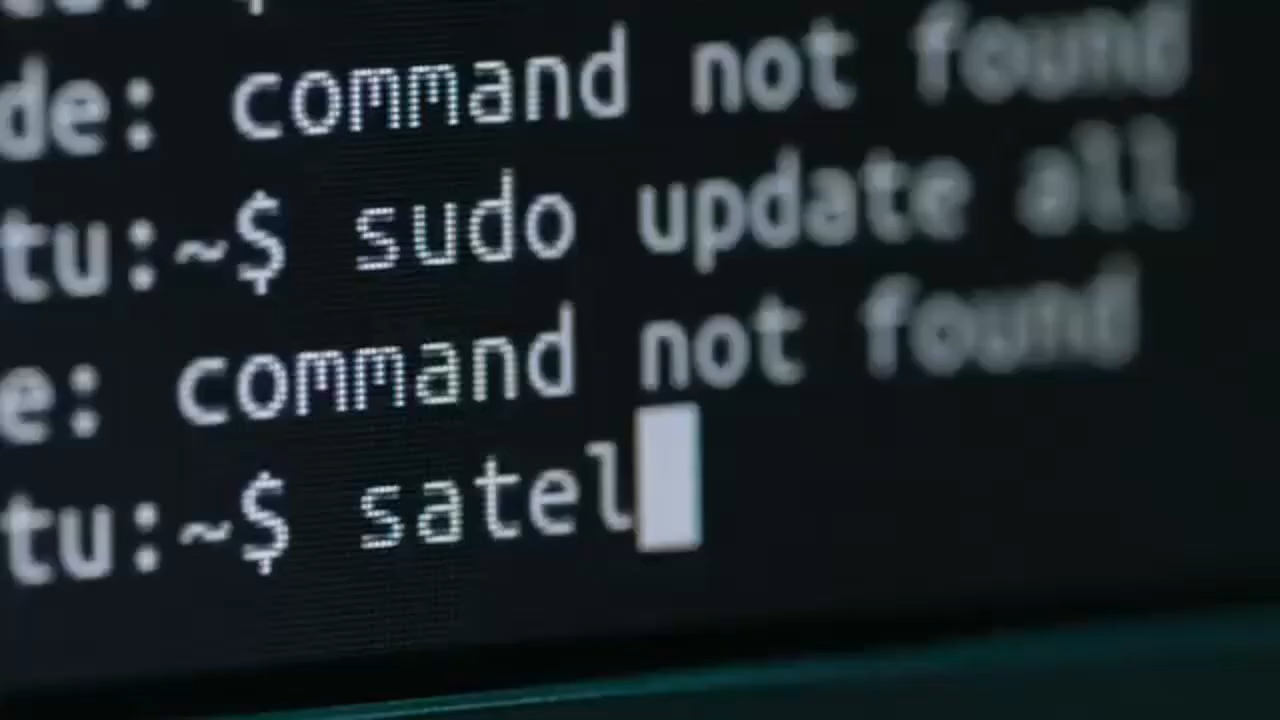 de: command not found
tu:~$ sudo update all
e: command not found
tu:~$ satel